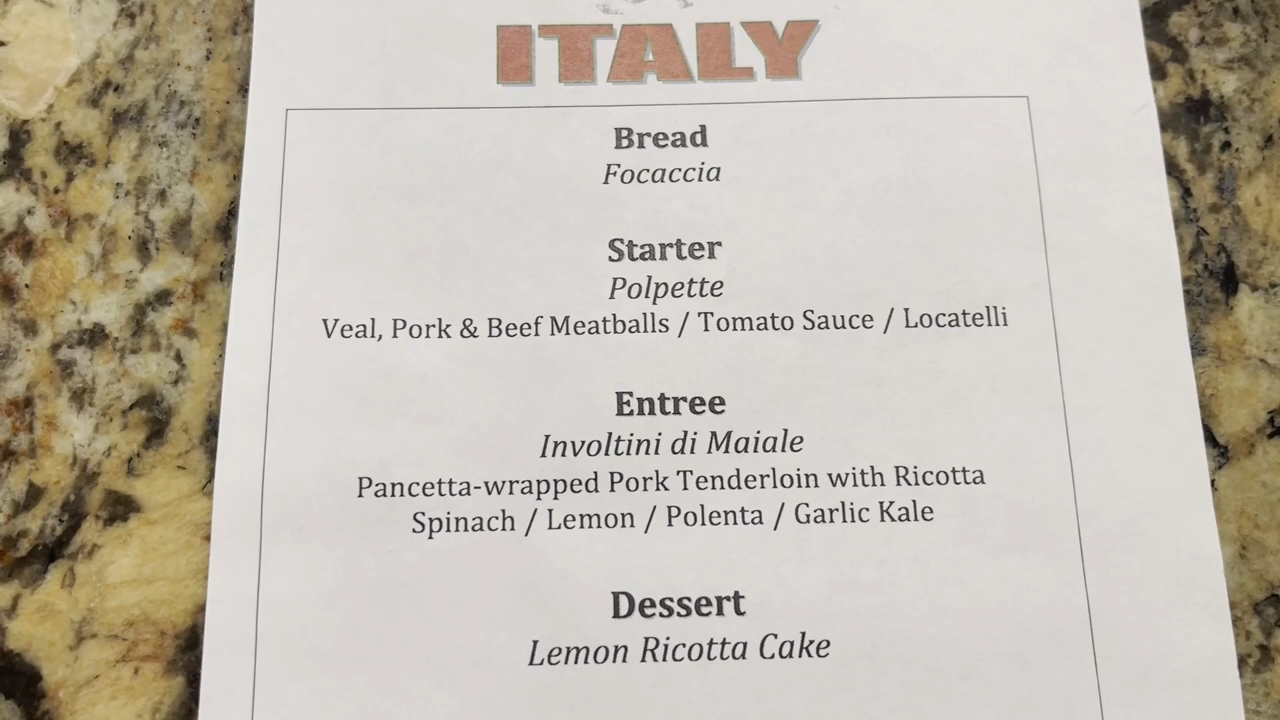 ITALY
Bread
Focaccia
Starter
Polpette
Veal, Pork & Beef Meatballs / Tomato Sauce / Locatelli
Entree
Involtini di Maiale
Pancetta-wrapped Pork Tenderloin with Ricotta
Spinach / Lemon / Polenta / Garlic Kale
Dessert
Lemon Ricotta Cake